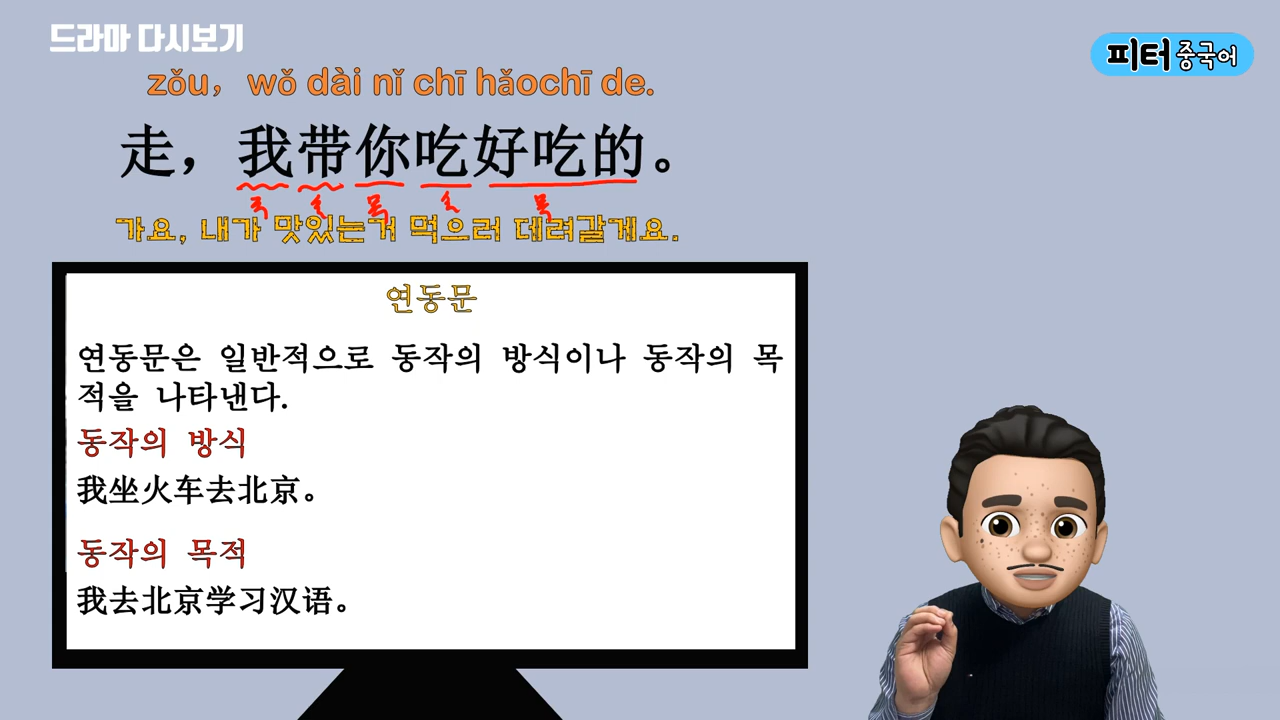 드라마 다시보기
피터 중국어
zǒu，wǒ dài nǐ chī hǎochī de.
走，我带你吃好吃的。
가요, 내가 맛있는거 먹으러 데려갈게요.
연동문
연동문은 일반적으로 동작의 방식이나 동작의 목
적을 나타낸다.
동작의 방식
我坐火车去北京。
동작의 목적
我去北京学习汉语。